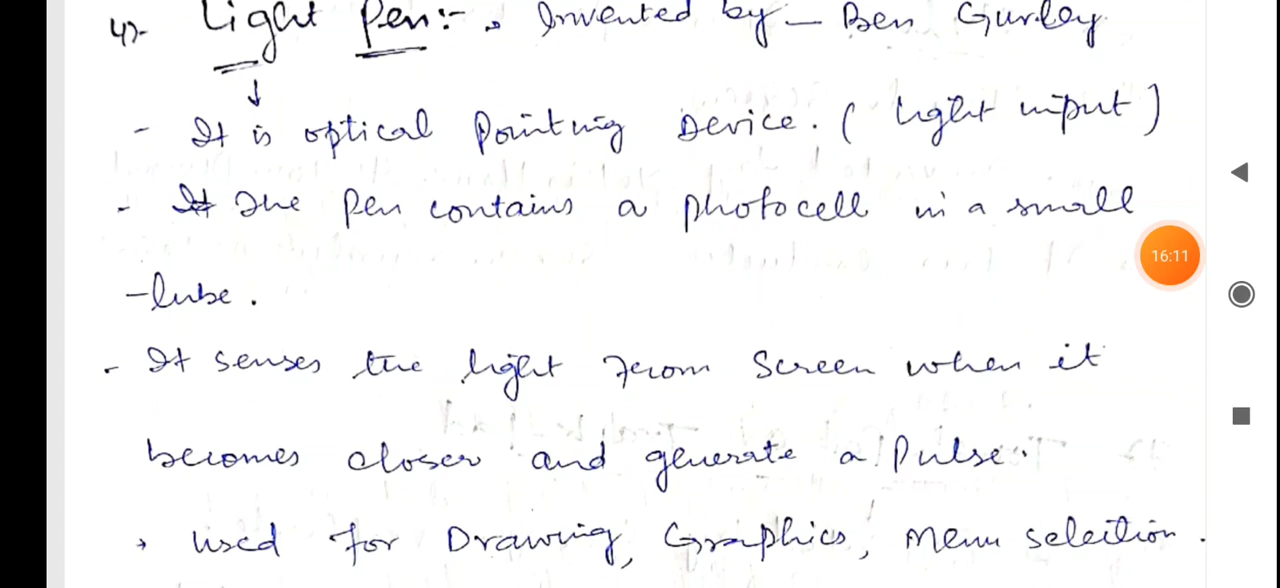 4)- Light Pen:- . Invented by - Ben Gurley
- It is optical Pointing Device. ( Light input )
- The Pen contains a photocell in a small
tube.
16:11
- It senses the light From Screen when it
becomes closer and generate a Pulse.
→ Used For Drawing, Graphics, Menu selection.